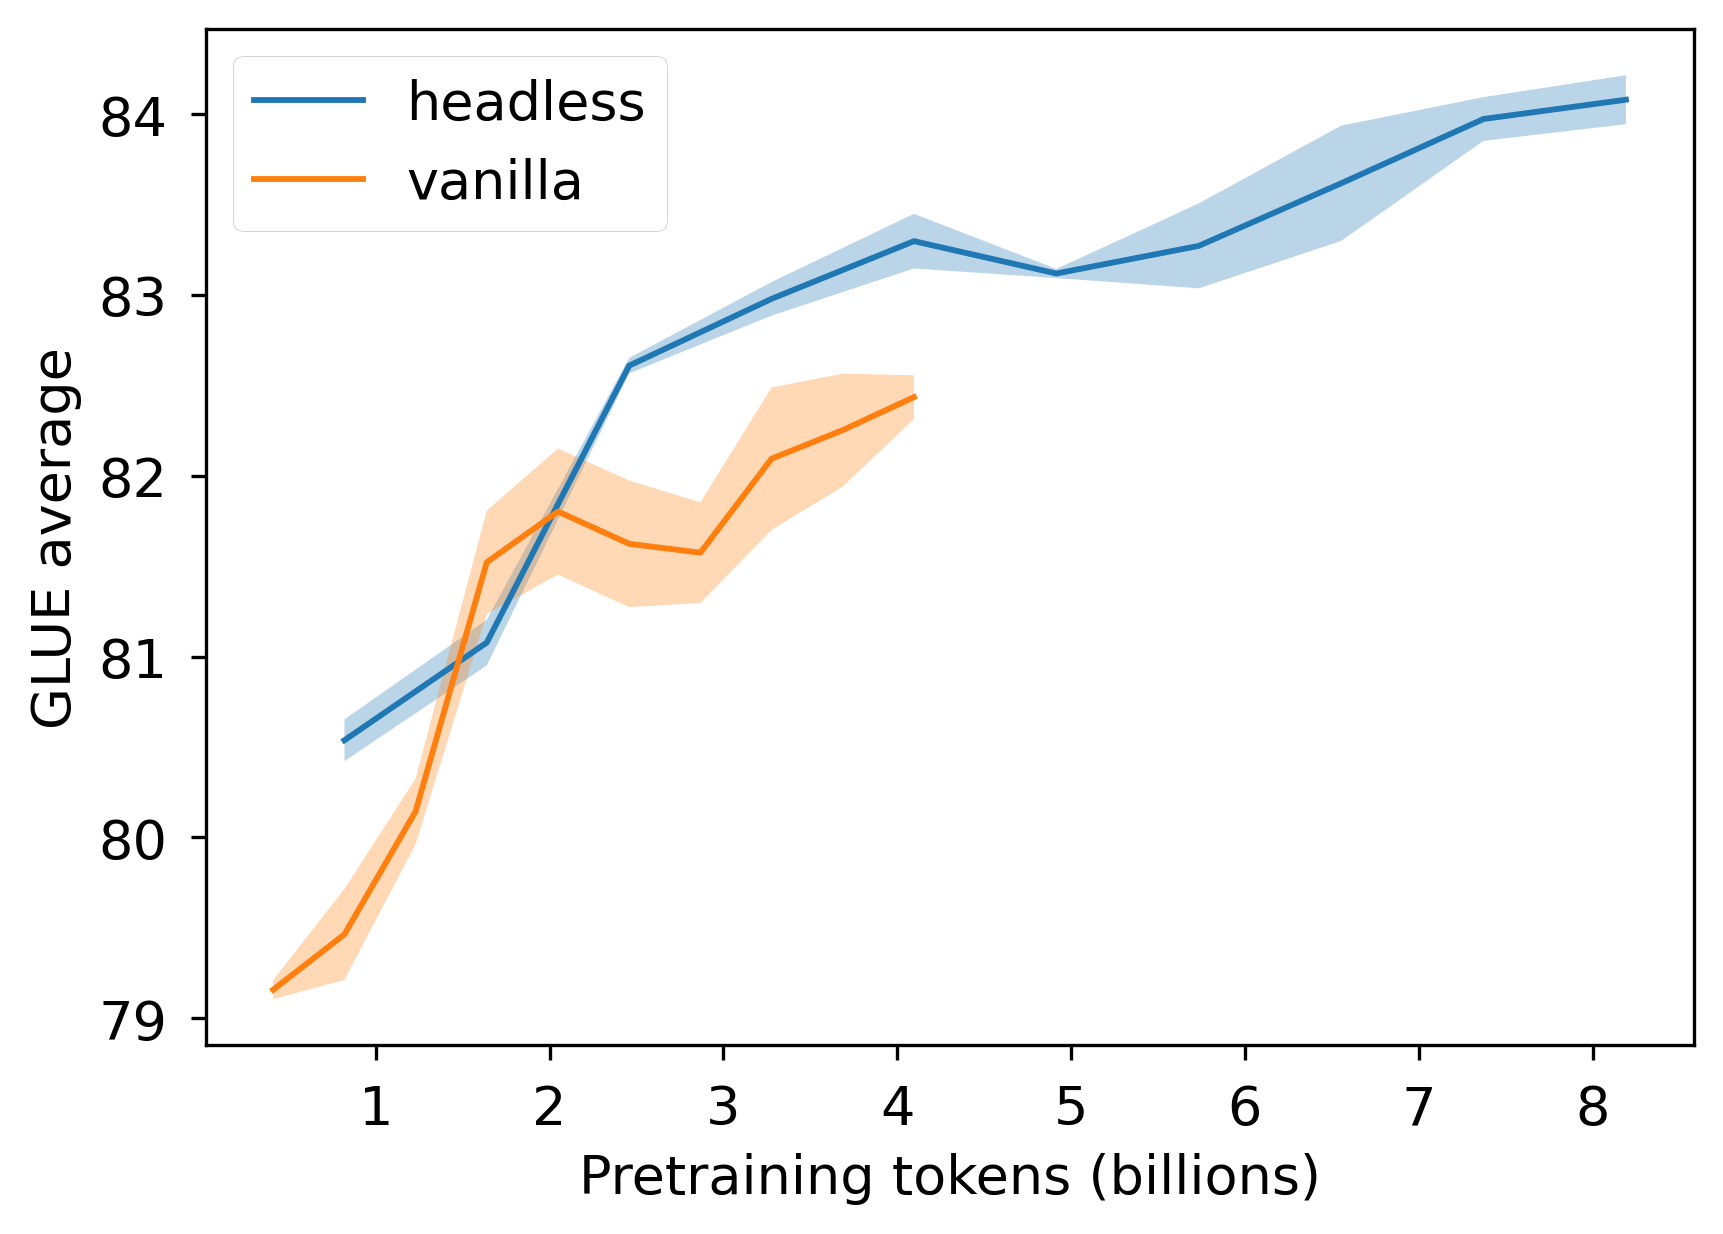 headless
vanilla
84
83
82
81
80
79
GLUE average
1 2 3 4 5 6 7 8
Pretraining tokens (billions)